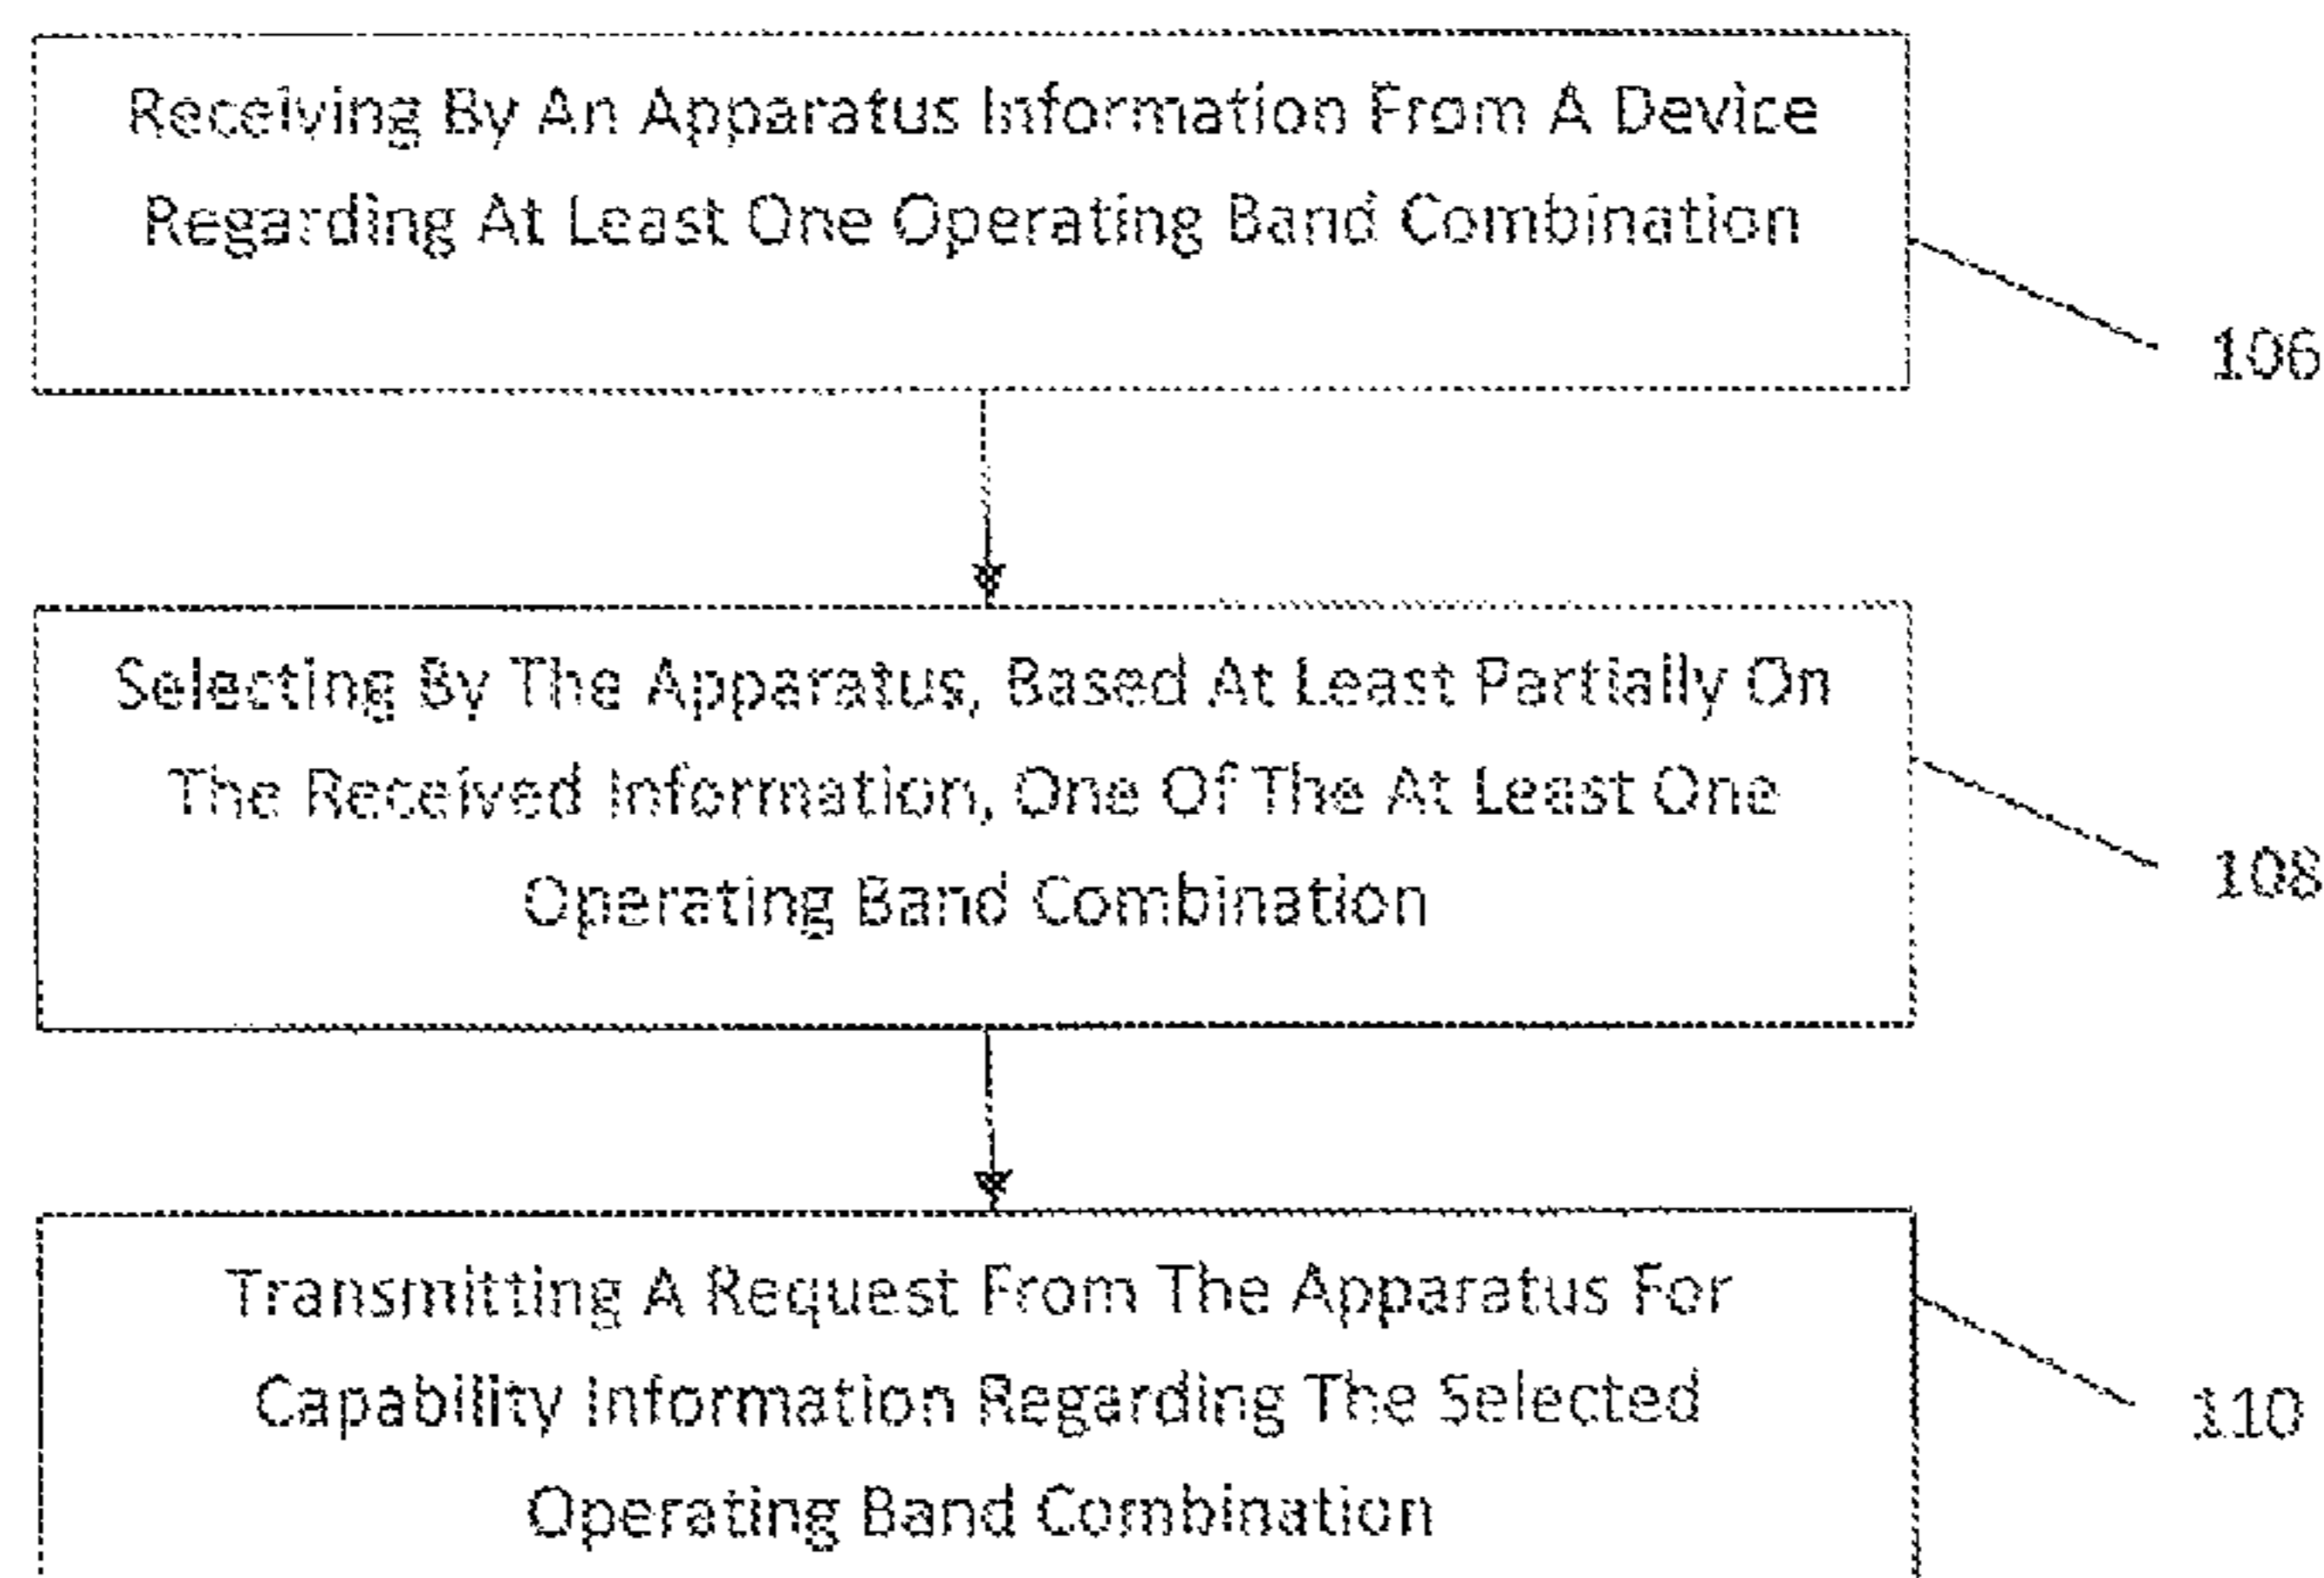 Receiving By An Apparatus Information From A Device
Regarding At Least One Operating Band Combination
106
Selecting By The Apparatus, Based At Least Partially On
The Received Information, One Of The At Least One
Operating Band Combination
108
Transmitting A Request From The Apparatus For
Capability Information Regarding The Selected
Operating Band Combination
110